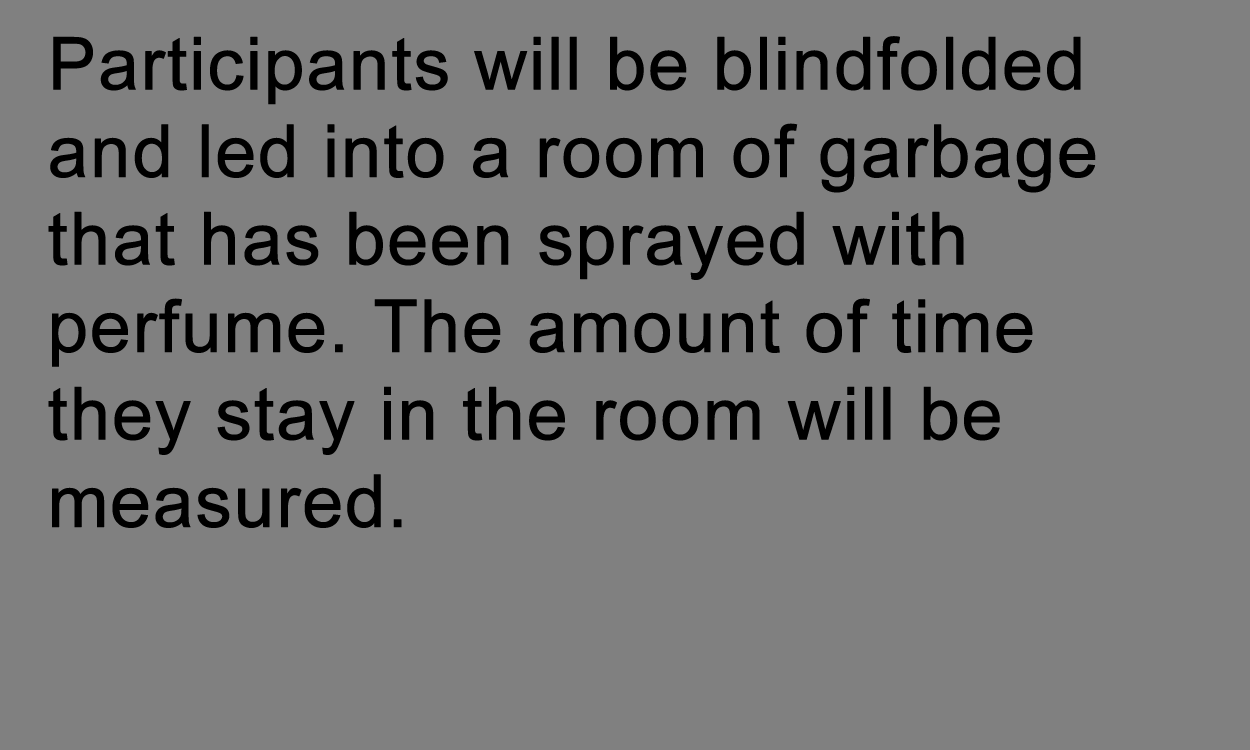 Participants will be blindfolded
and led into a room of garbage
that has been sprayed with
perfume. The amount of time
they stay in the room will be
measured.